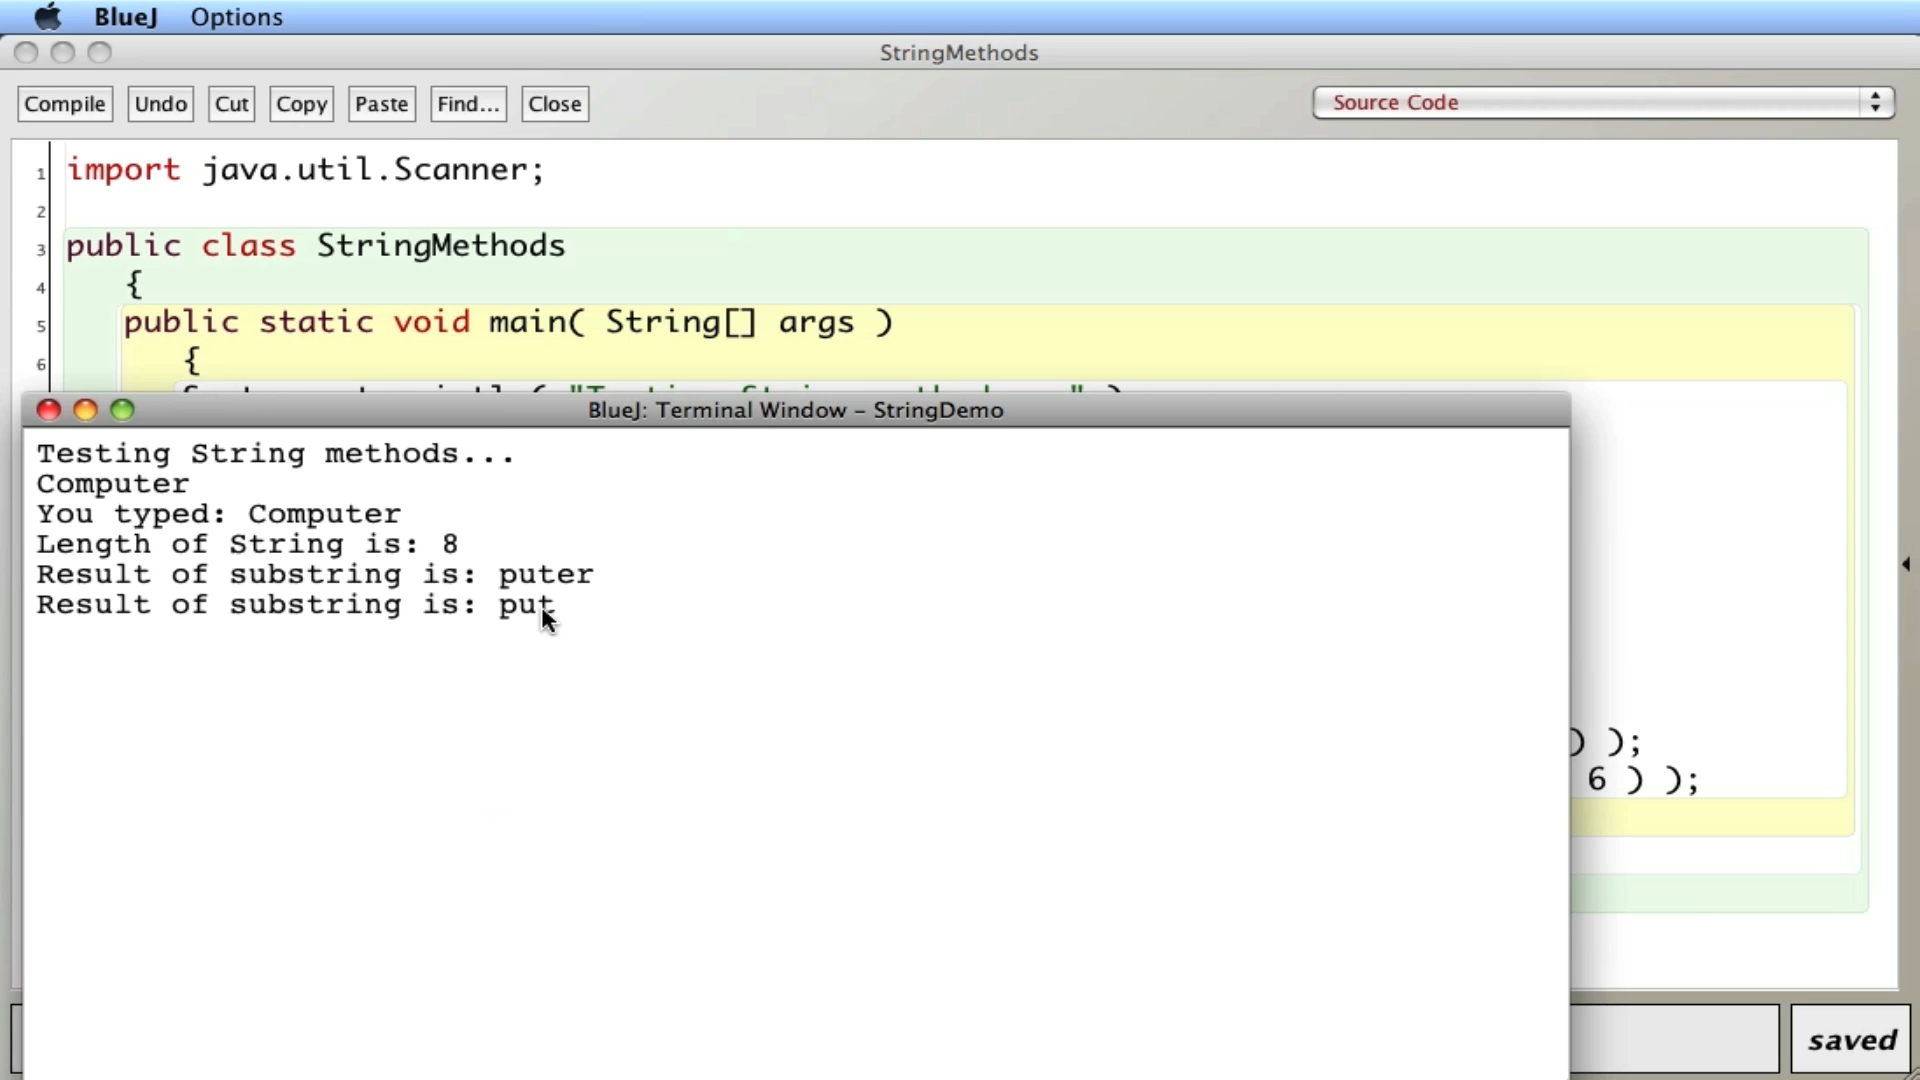 BlueJ Options
StringMethods
Compile Undo Cut Copy Paste Find... Close Source Code
1 import java.util.Scanner;
2
3 public class StringMethods
4 {
5 public static void main( String[] args )
6 {
BlueJ: Terminal Window – StringDemo
Testing String methods...
Computer
You typed: Computer
Length of String is: 8
Result of substring is: puter
Result of substring is: put
) );
6 ) );
saved